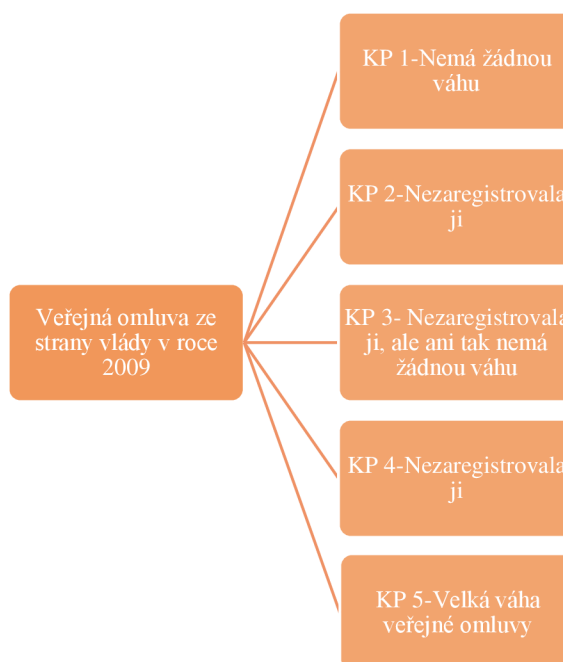 KP 1-Nemá žádnou
váhu
KP 2-Nezaregistrovala
ji
Veřejná omluva ze
strany vlády v roce
2009
KP 3- Nezaregistrovala
ji, ale ani tak nemá
žádnou váhu
KP 4-Nezaregistrovala
ji
KP 5-Velká váha
veřejné omluvy